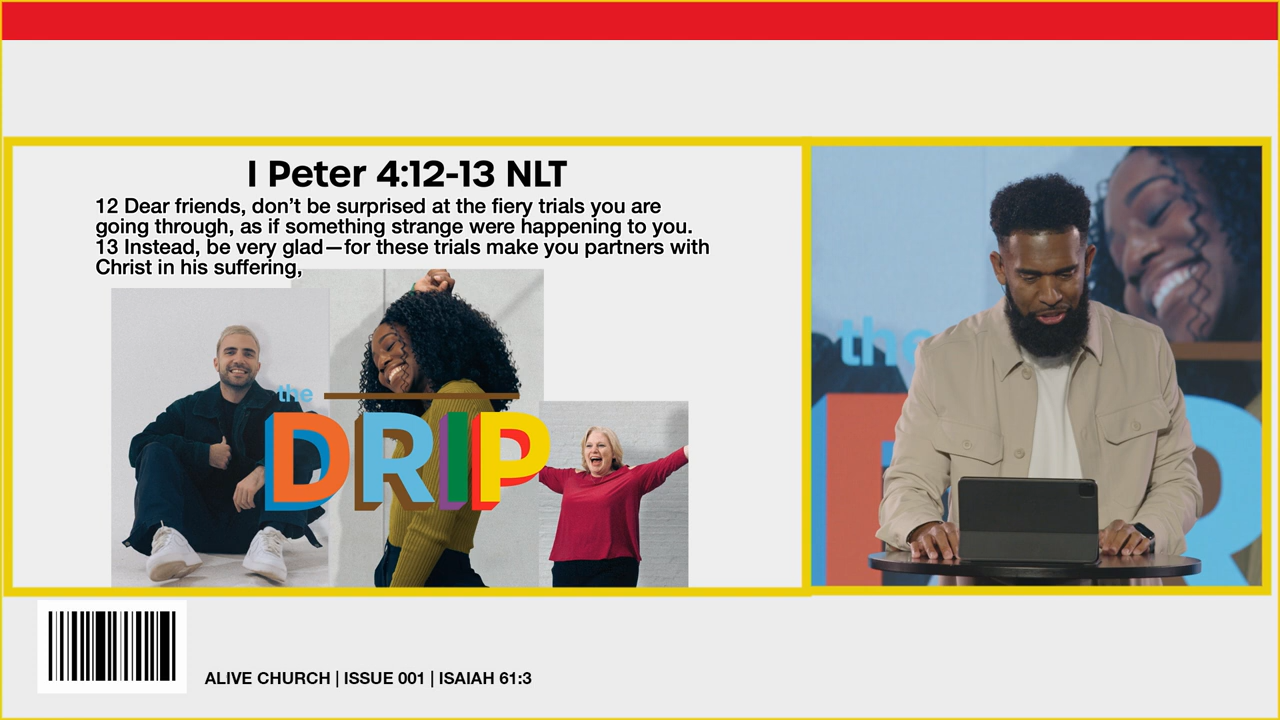 I Peter 4:12-13 NLT
12 Dear friends, don’t be surprised at the fiery trials you are
going through, as if something strange were happening to you.
13 Instead, be very glad—for these trials make you partners with
Christ in his suffering,
the
DRIP
the
R
ALIVE CHURCH | ISSUE 001 | ISAIAH 61:3